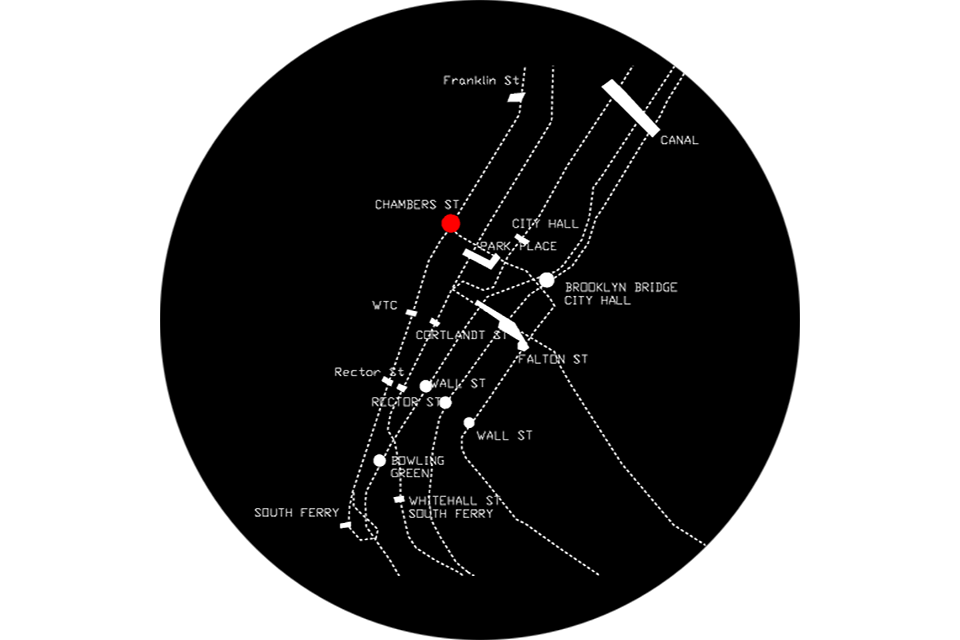 Franklin St
CANAL
CHAMBERS ST
CITY HALL
PARK PLACE
BROOKLYN BRIDGE
CITY HALL
WTC
CORTLANDT ST
FALTON ST
Rector St
WALL ST
RECTOR ST
WALL ST
BOWLING
GREEN
WHITEHALL ST
SOUTH FERRY
SOUTH FERRY